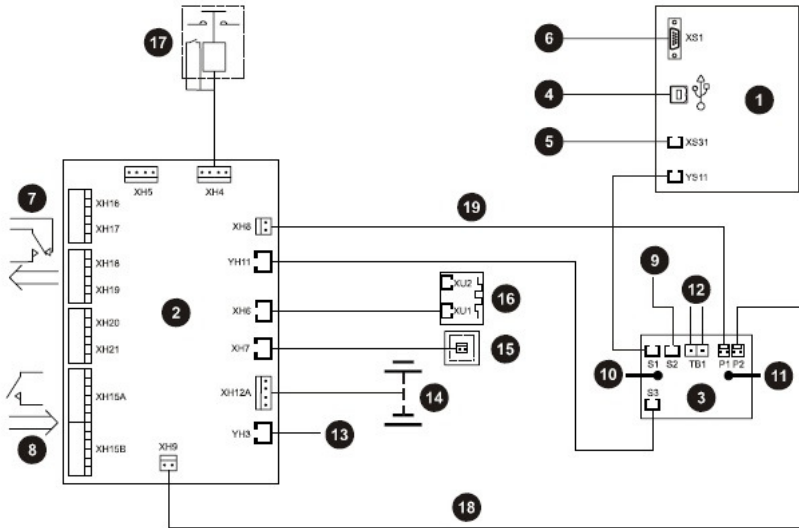 17
6
XS1
4
1
5
XS31
YS11
XH5
XH4
7
XH16
XH17
XH8
19
YH11
XH18
XH19
2
9
12
XU2
16
XU1
XH6
XH20
XH21
XH7
15
S1
S2
TB1
P1
P2
10
11
3
S3
XH15A
XH12A
14
YH3
13
8
XH15B
XH9
18